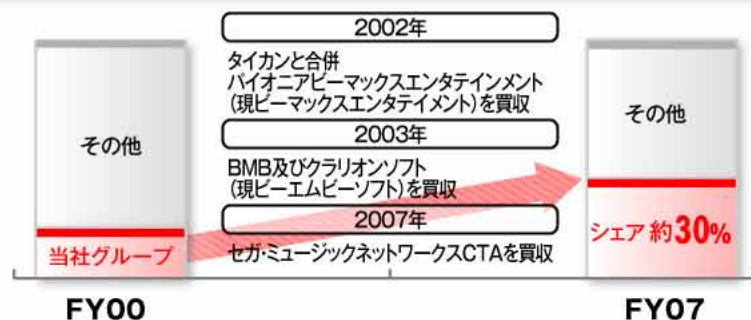 2002年
タイカンと合併
パイオニアビーマックスエンタテインメント
(現ビーマックスエンタテイメント)を買収
その他
その他
2003年
BMB及びクラリオンソフト
(現ビーエムビーソフト)を買収
2007年
当社グループ
セガ・ミュージックネットワークスCTAを買収
シェア 約30%
FY00
FY07